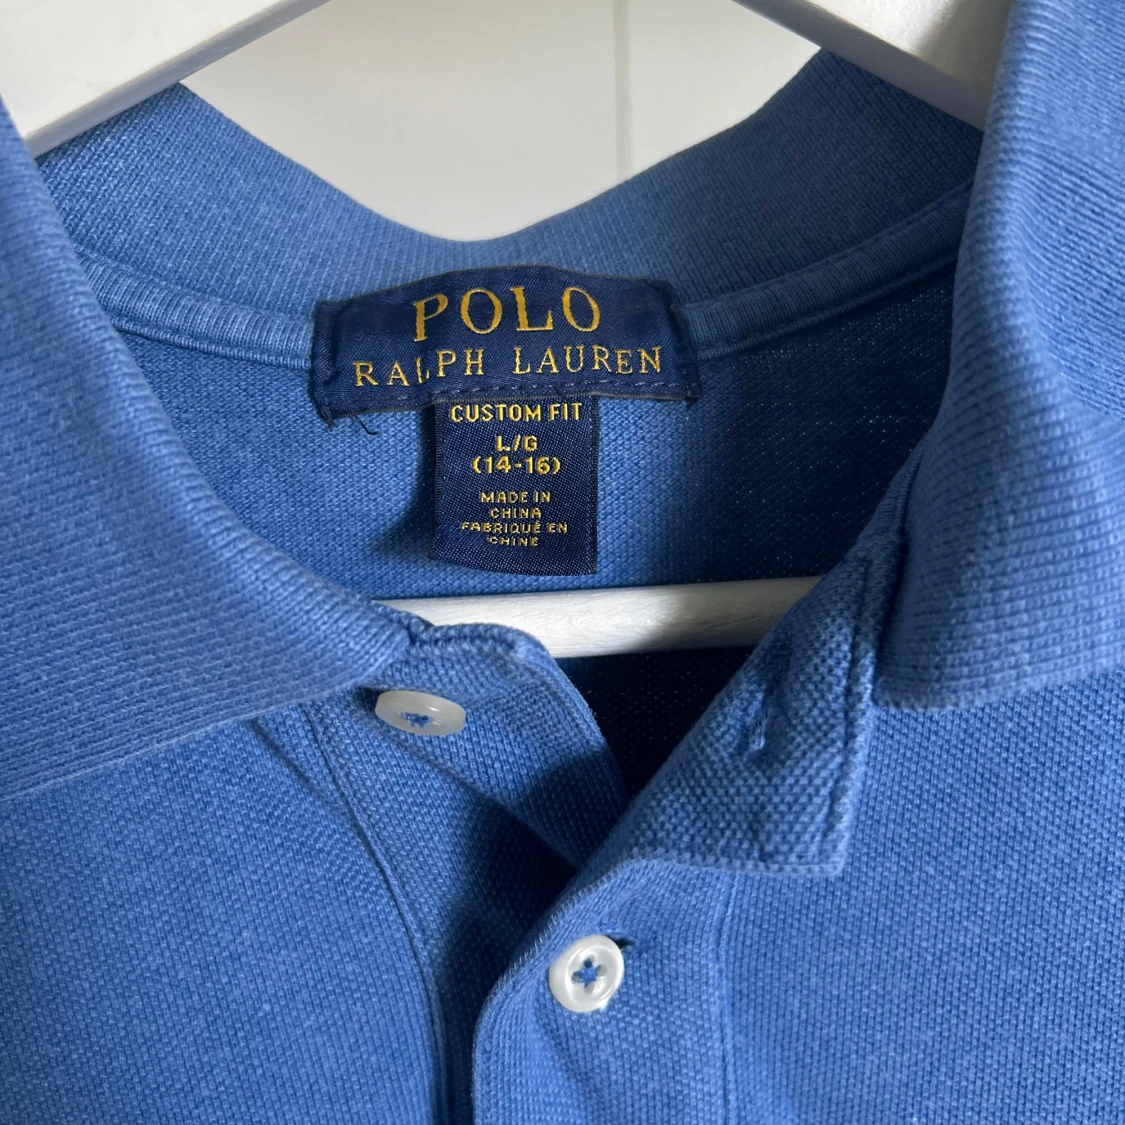 POLO
RALPH LAUREN
CUSTOM FIT
L/G
(14-16)
MADE IN
CHINA
FABRIQUÉ EN
CHINE